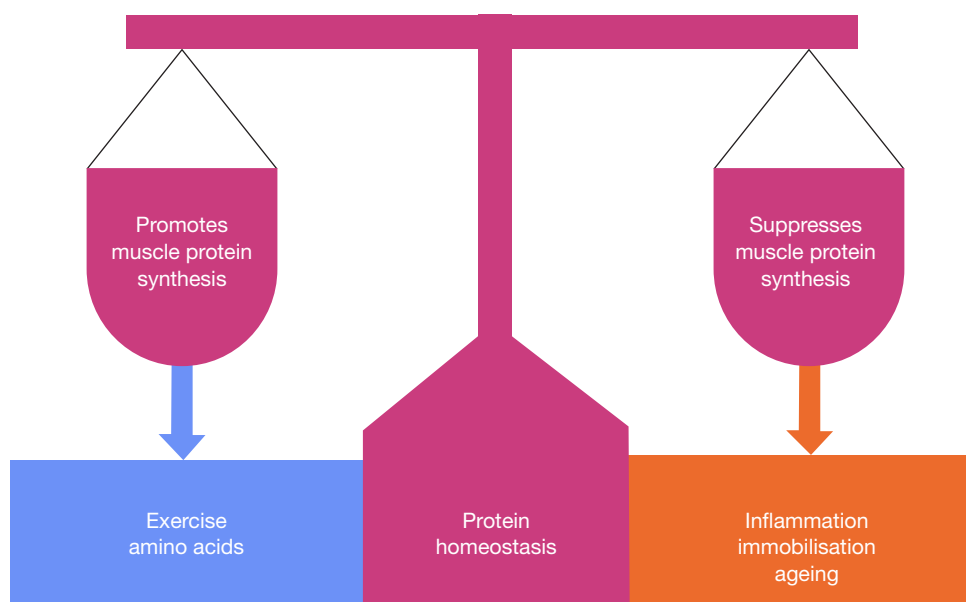 Promotes
muscle protein
synthesis
Suppresses
muscle protein
synthesis
Exercise
amino acids
Protein
homeostasis
Inflammation
immobilisation
ageing